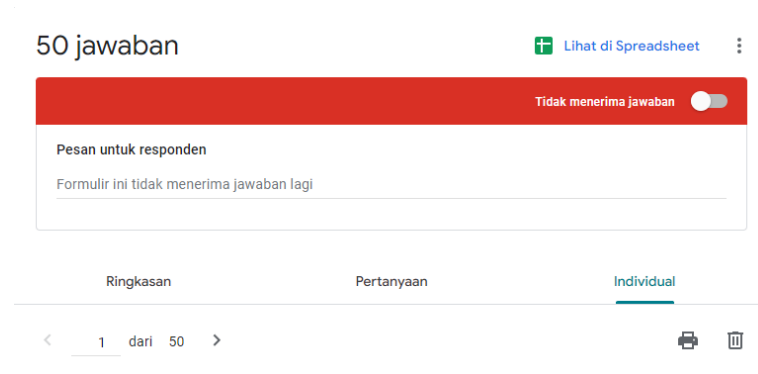 50 jawaban
Lihat di Spreadsheet
Tidak menerima jawaban
Pesan untuk responden
Formulir ini tidak menerima jawaban lagi
Ringkasan Pertanyaan Individual
1 dari 50